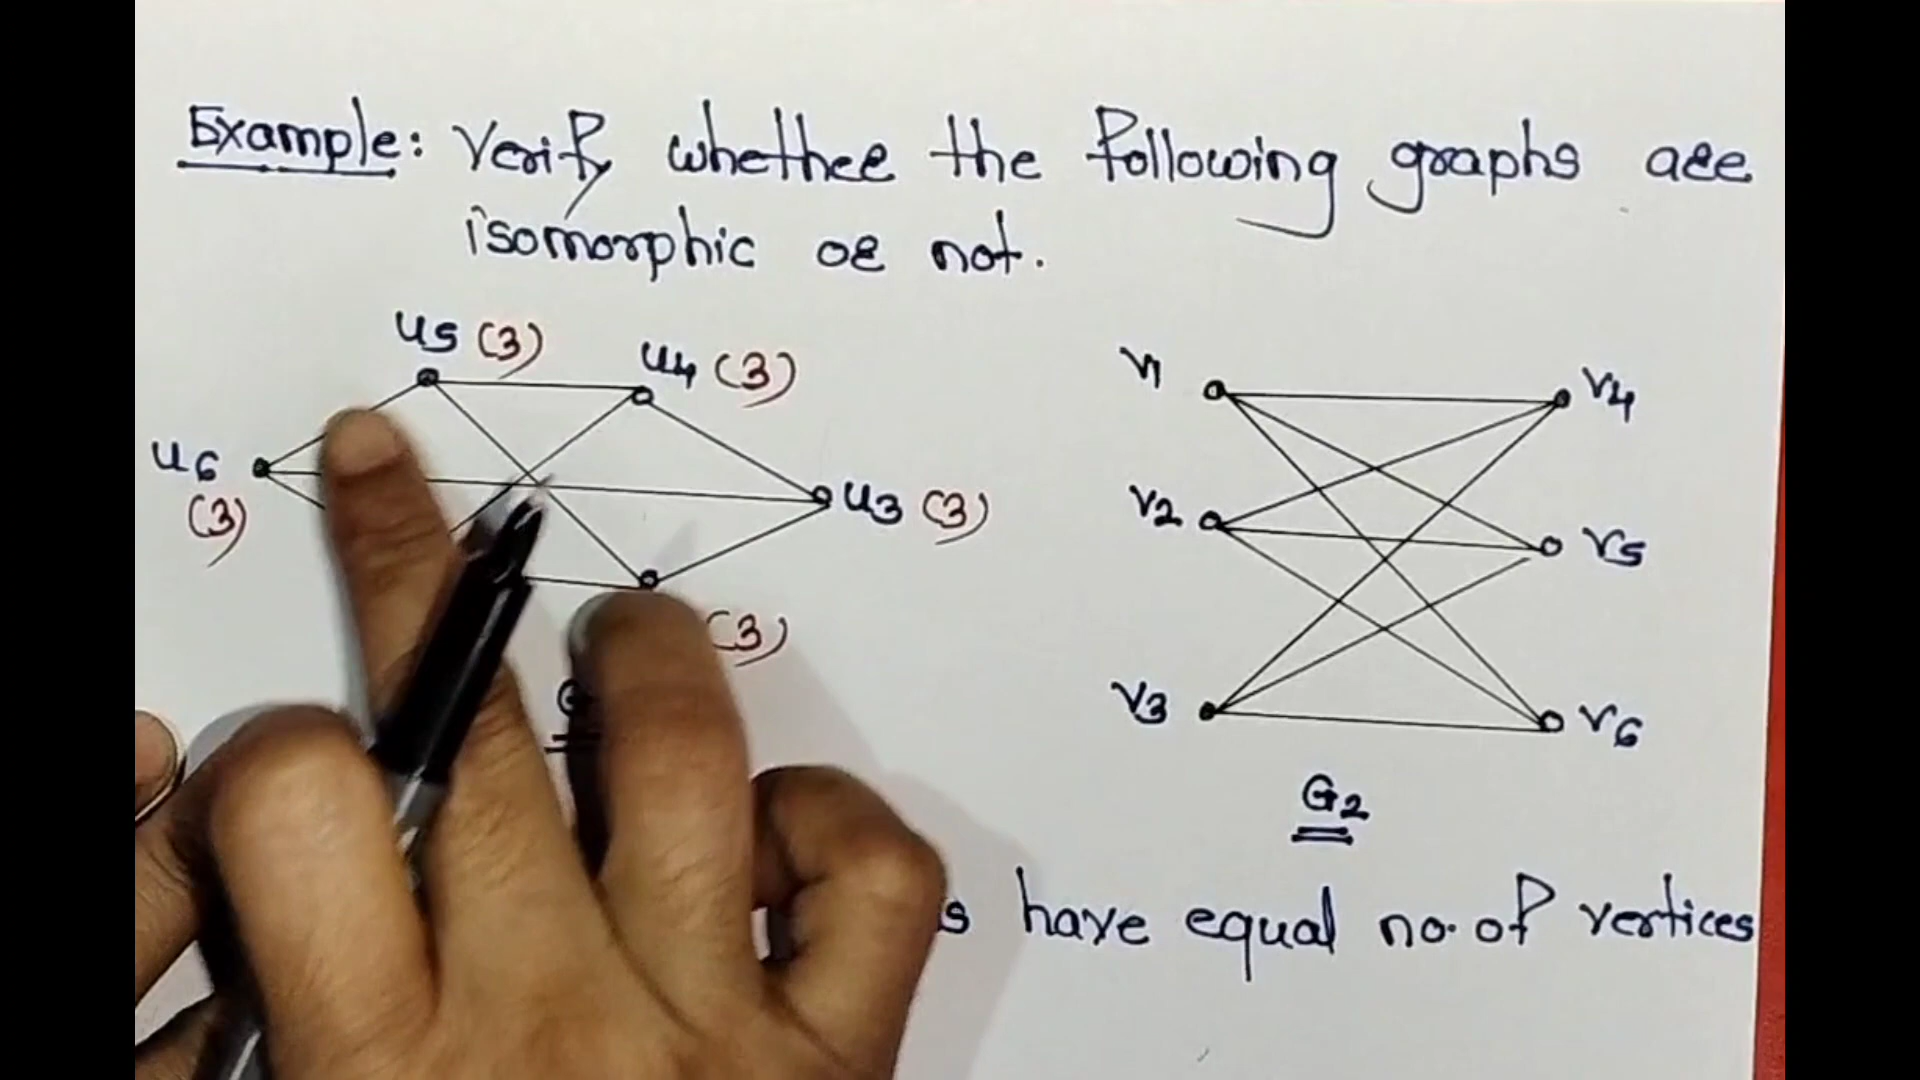 Example: Verify whether the following graphs are
isomorphic or not.
u5 (3)
u4 (3)
u6
(3)
u3 (3)
(3)
G
v1
v4
v2
v5
v3
v6
G2
s have equal no. of vertices